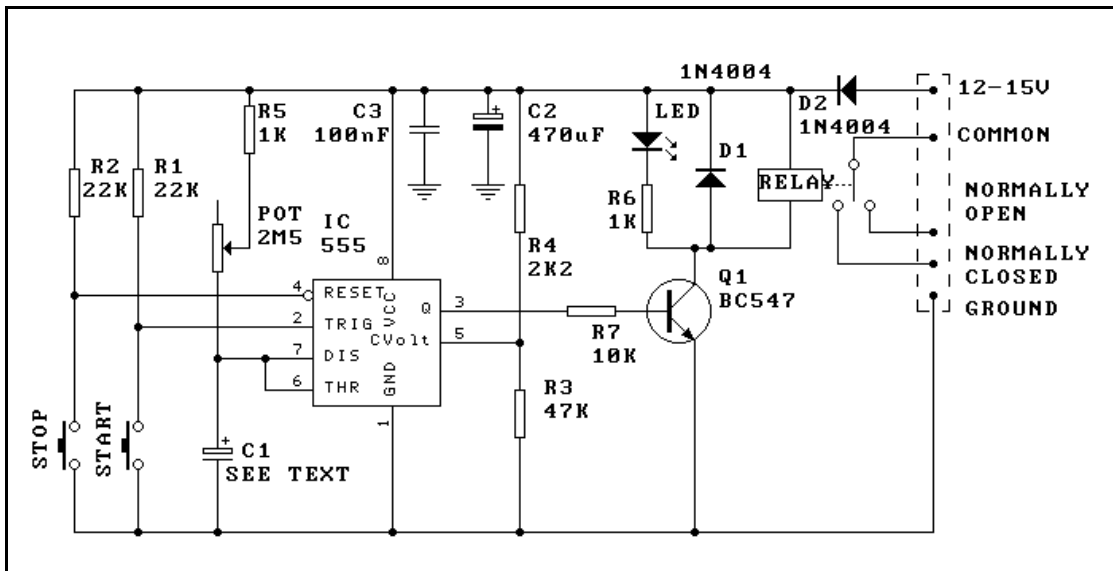 1N4004
12-15V
D2
1N4004
COMMON
R5
1K
C3
100nF
+
C2
470uF
LED
D1
RELAY
R2
22K
R1
22K
POT
2M5
IC
555
R6
1K
NORMALLY
OPEN
R4
2K2
NORMALLY
CLOSED
8
Q1
BC547
GROUND
4
RESET
VCC
Q
3
2
TRIG
CVolt
5
R7
10K
7
DIS
6
THR
GND
1
R3
47K
STOP
START
+
C1
SEE TEXT